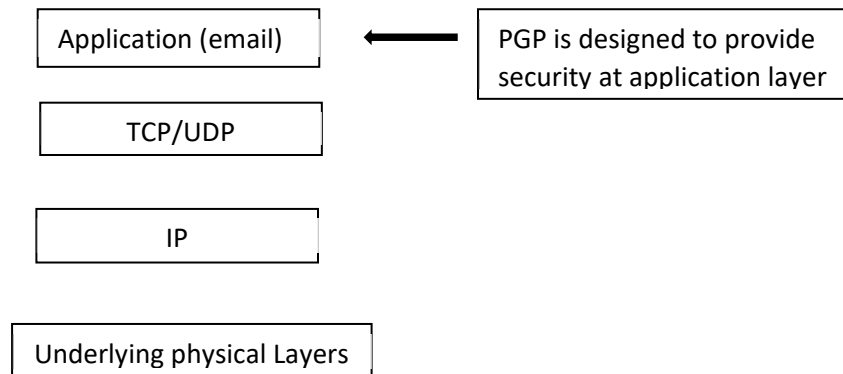 Application (email)
PGP is designed to provide
security at application layer
TCP/UDP
IP
Underlying physical Layers